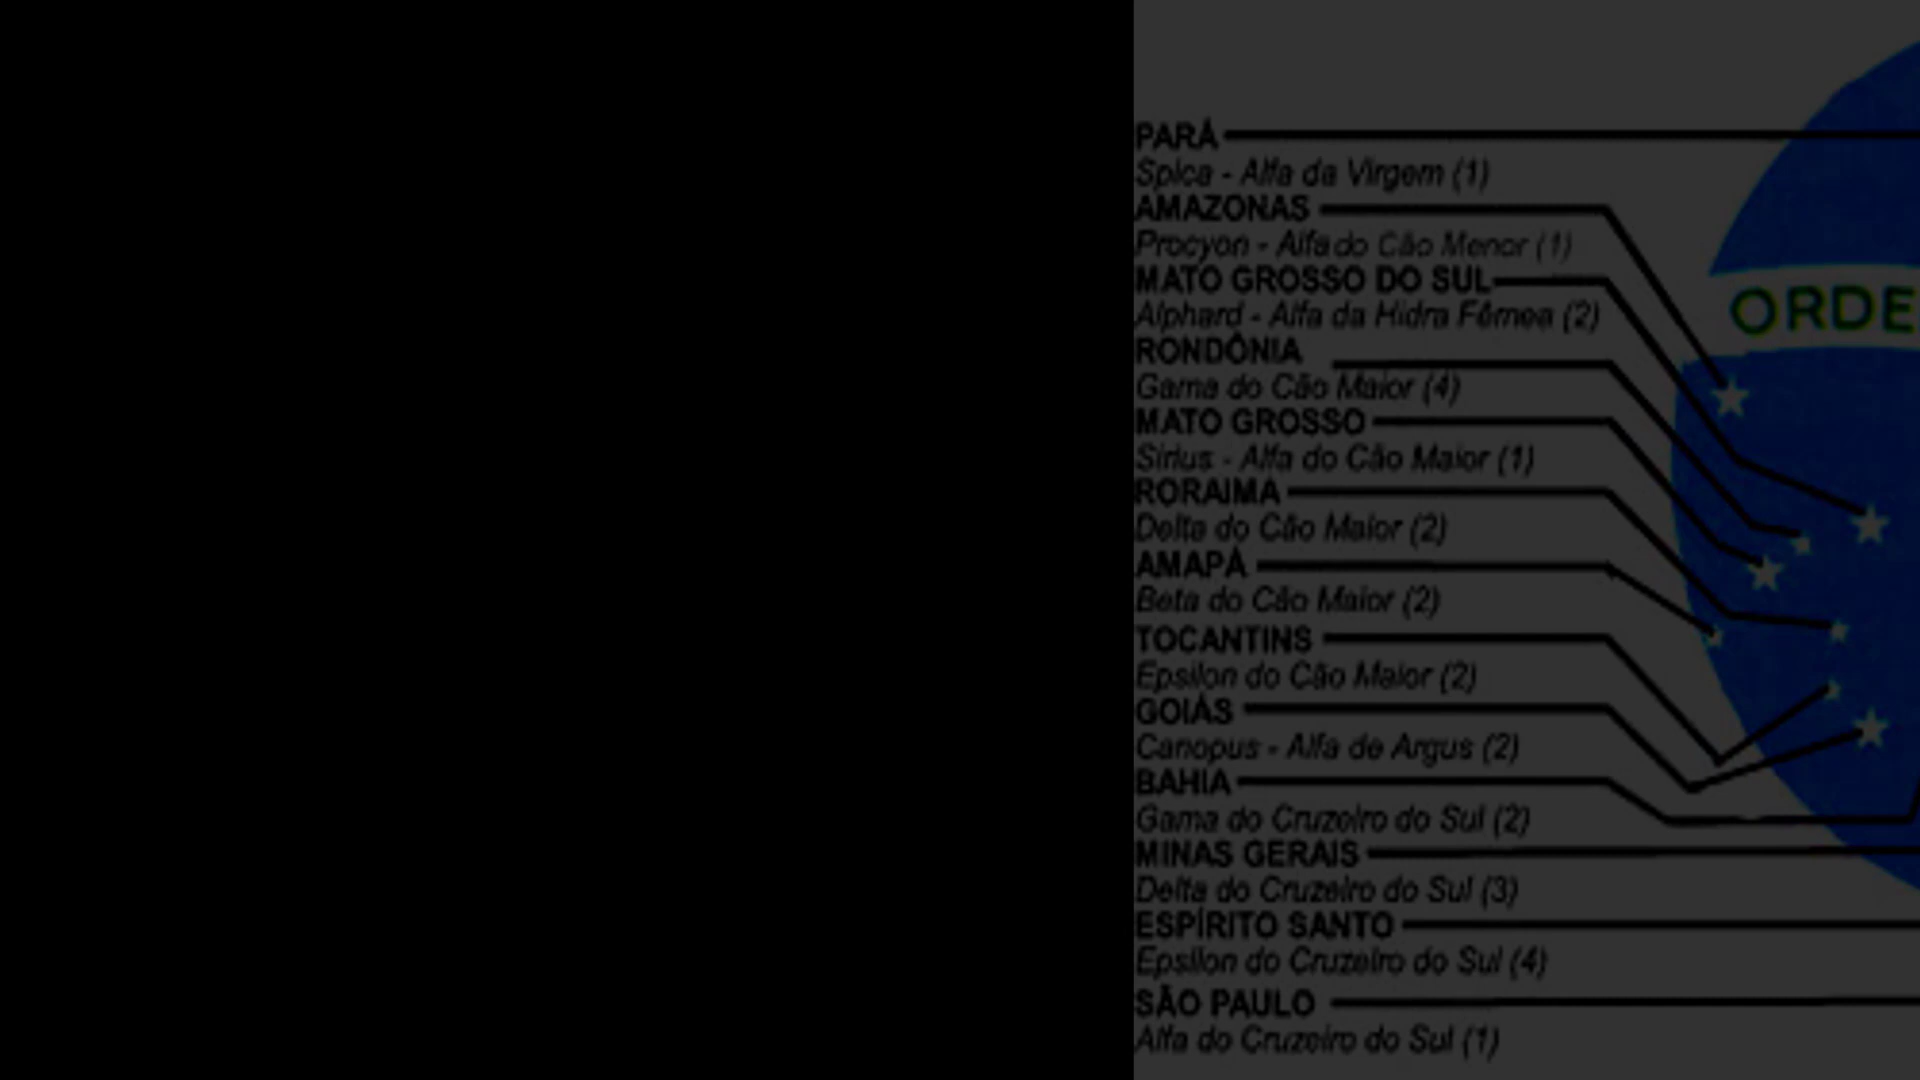 PARÁ
Spica - Alfa da Virgem (1)
AMAZONAS
Procyon - Alfa do Cão Menor (1)
MATO GROSSO DO SUL
Alphard - Alfa da Hidra Fêmea (2)
RONDÔNIA
Gama do Cão Maior (4)
MATO GROSSO
Sirius - Alfa do Cão Maior (1)
RORAIMA
Delta do Cão Maior (2)
AMAPÁ
Beta do Cão Maior (2)
TOCANTINS
Epsilon do Cão Maior (2)
GOIÁS
Canopus - Alfa de Argus (2)
BAHIA
Gama do Cruzeiro do Sul (2)
MINAS GERAIS
Delta do Cruzeiro do Sul (3)
ESPÍRITO SANTO
Epsilon do Cruzeiro do Sul (4)
SÃO PAULO
Alfa do Cruzeiro do Sul (1)
ORDE